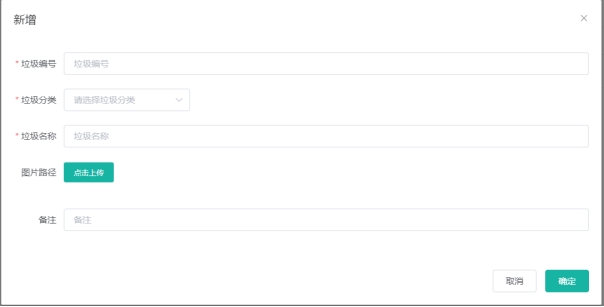 新增
* 垃圾编号 垃圾编号
* 垃圾分类 请选择垃圾分类
* 垃圾名称 垃圾名称
图片路径 点击上传
备注 备注
取消 确定